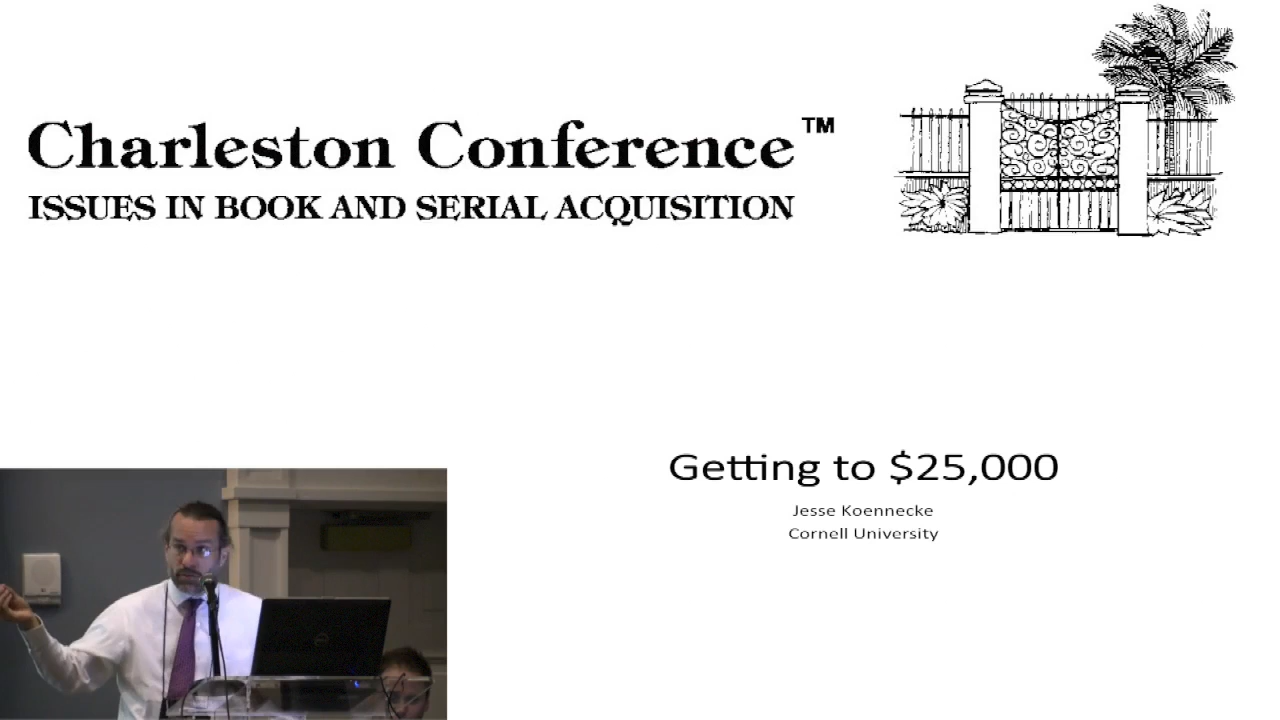 Charleston Conference™
ISSUES IN BOOK AND SERIAL ACQUISITION
Getting to $25,000
Jesse Koennecke
Cornell University